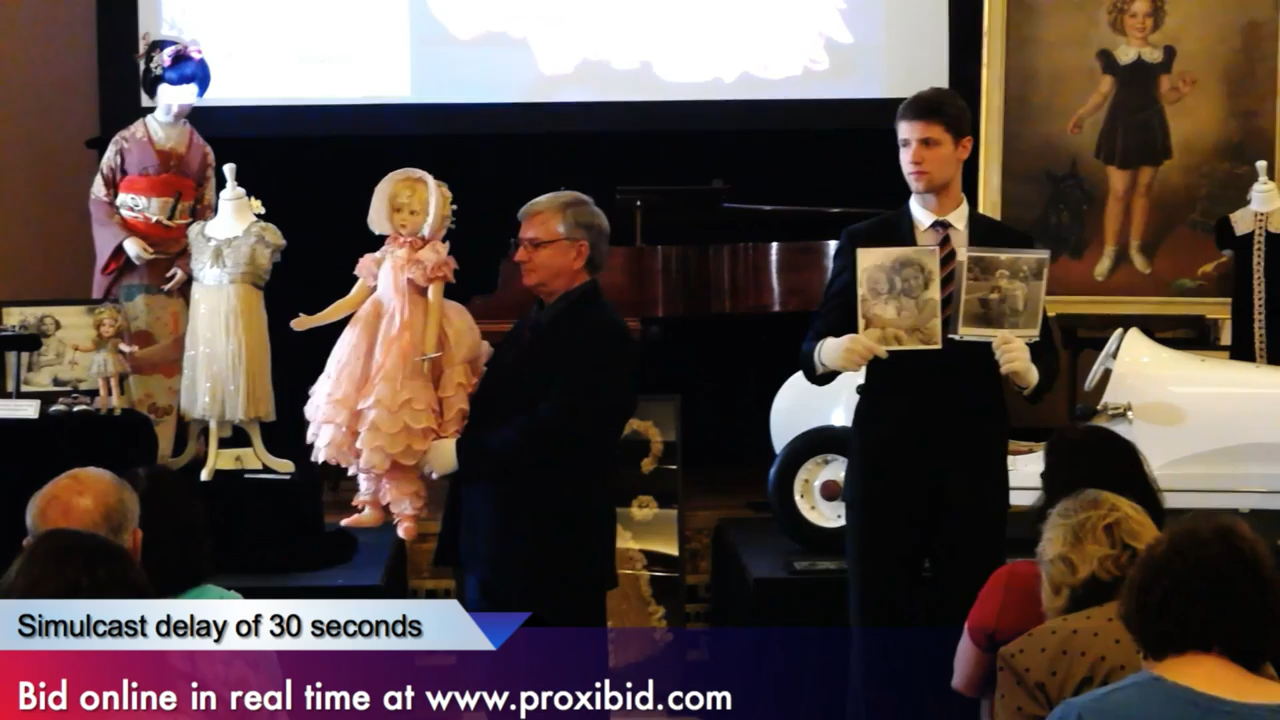 Simulcast delay of 30 seconds
Bid online in real time at www.proxibid.com